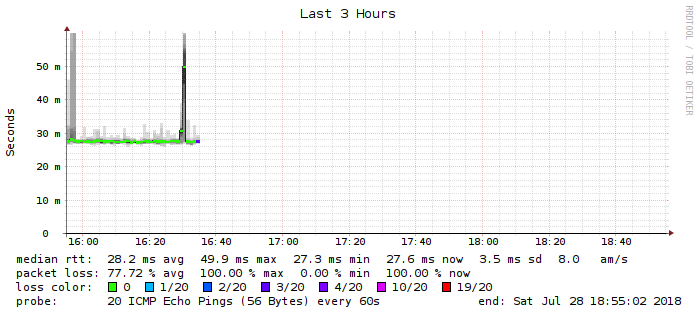 Last 3 Hours
RRDTOOL / TOBI OETIKER
Seconds
50 m
40 m
30 m
20 m
10 m
0
16:00 16:20 16:40 17:00 17:20 17:40 18:00 18:20 18:40
median rtt: 28.2 ms avg 49.9 ms max 27.3 ms min 27.6 ms now 3.5 ms sd 8.0 am/s
packet loss: 77.72 % avg 100.00 % max 0.00 % min 100.00 % now
loss color: 0 1/20 2/20 3/20 4/20 10/20 19/20
probe: 20 ICMP Echo Pings (56 Bytes) every 60s end: Sat Jul 28 18:55:02 2018